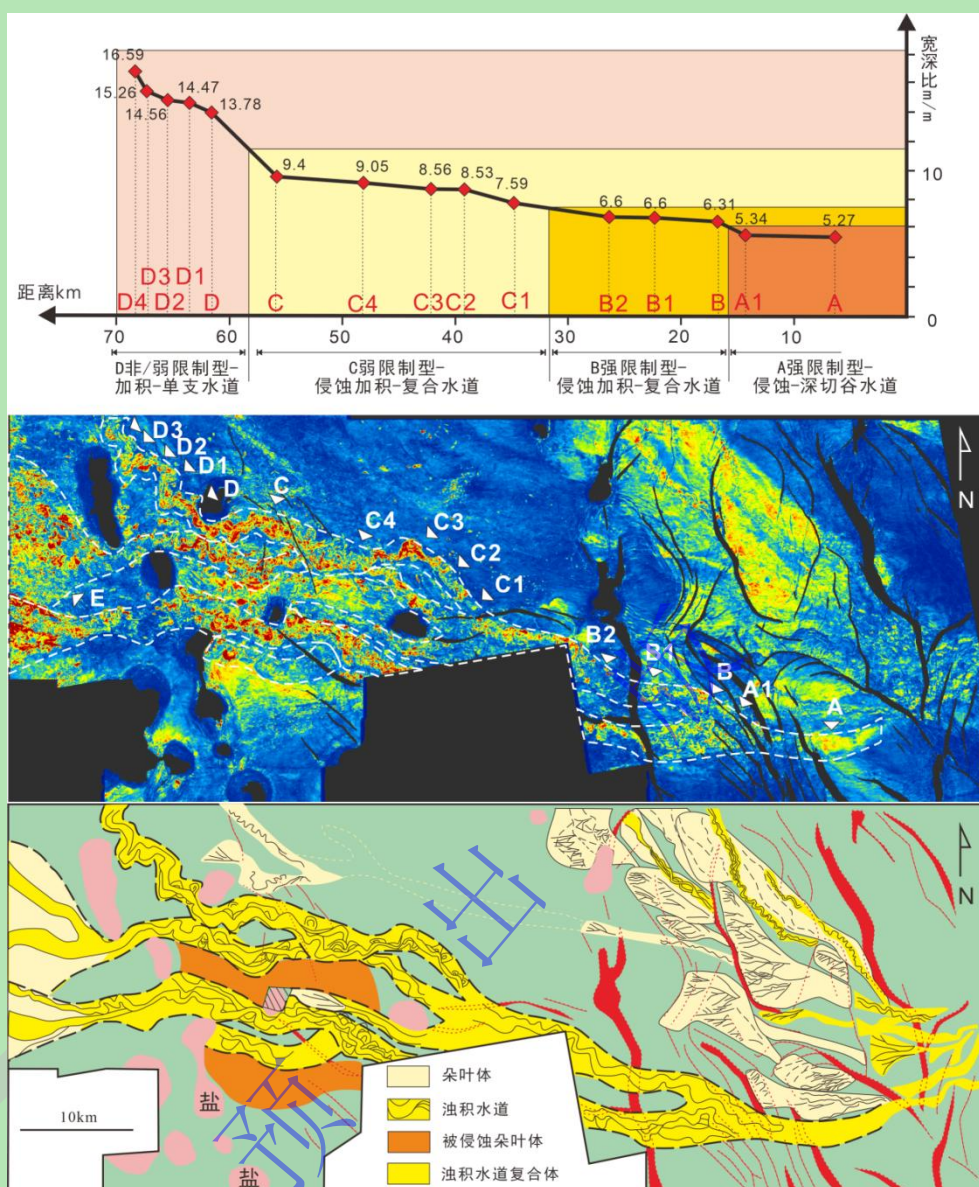 宽深比m/m
16.59
15.26
14.56
14.47
13.78
9.4
9.05
8.56
8.53
7.59
6.6
6.6
6.31
5.34
5.27
10
0
距离km
D4 D3 D2 D1 D C C4 C3 C2 C1 B2 B1 B A1 A
70 60 50 40 30 20 10
D非/弱限制型-
加积-单支水道
C弱限制型-
侵蚀加积-复合水道
B强限制型-
侵蚀加积-复合水道
A强限制型-
侵蚀-深切谷水道
D3
D2
D1
D
C
C4
C3
C2
C1
E
B2
B1
B
A1
A
N
N
盐
盐
10km
朵叶体
浊积水道
被侵蚀朵叶体
浊积水道复合体